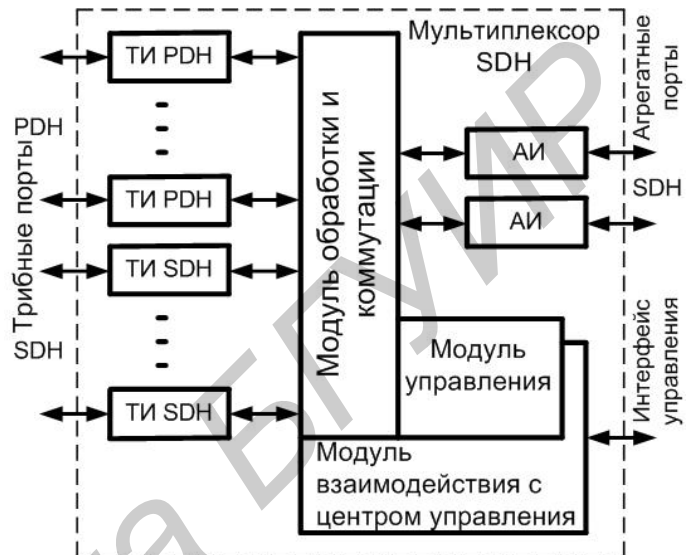 Мультиплексор
SDH
ТИ PDH
ТИ PDH
ТИ SDH
ТИ SDH
Трибные порты
PDH
SDH
Модуль обработки и
коммутации
АИ
АИ
Агрегатные
порты
SDH
Модуль
управления
Интерфейс
управления
Модуль
взаимодействия с
центром управления
а БГУИР